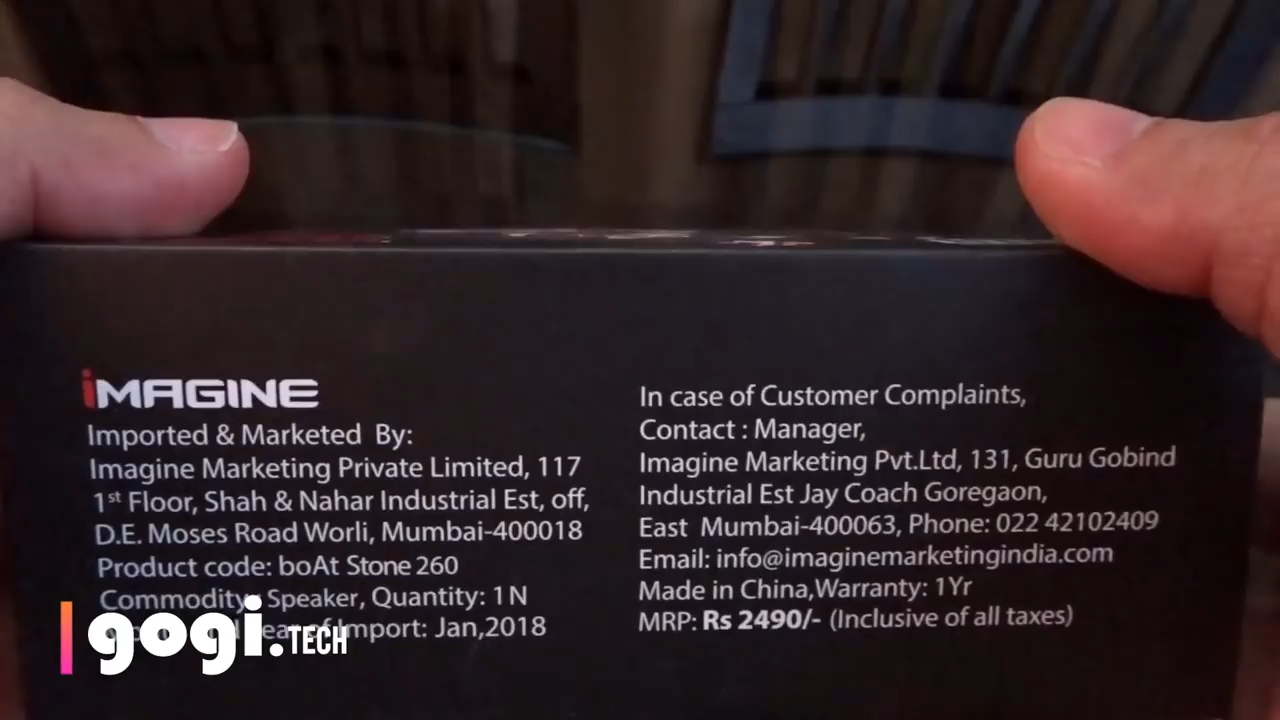 iMAGINE
Imported & Marketed By:
Imagine Marketing Private Limited, 117
1st Floor, Shah & Nahar Industrial Est, off,
D.E. Moses Road Worli, Mumbai-400018
Product code: boAt Stone 260
Commodity: Speaker, Quantity: 1 N
of Import: Jan,2018
In case of Customer Complaints,
Contact : Manager,
Imagine Marketing Pvt.Ltd, 131, Guru Gobind
Industrial Est Jay Coach Goregaon,
East Mumbai-400063, Phone: 022 42102409
Email: info@imaginemarketingindia.com
Made in China,Warranty: 1Yr
MRP: Rs 2490/- (Inclusive of all taxes)
gogi.TECH